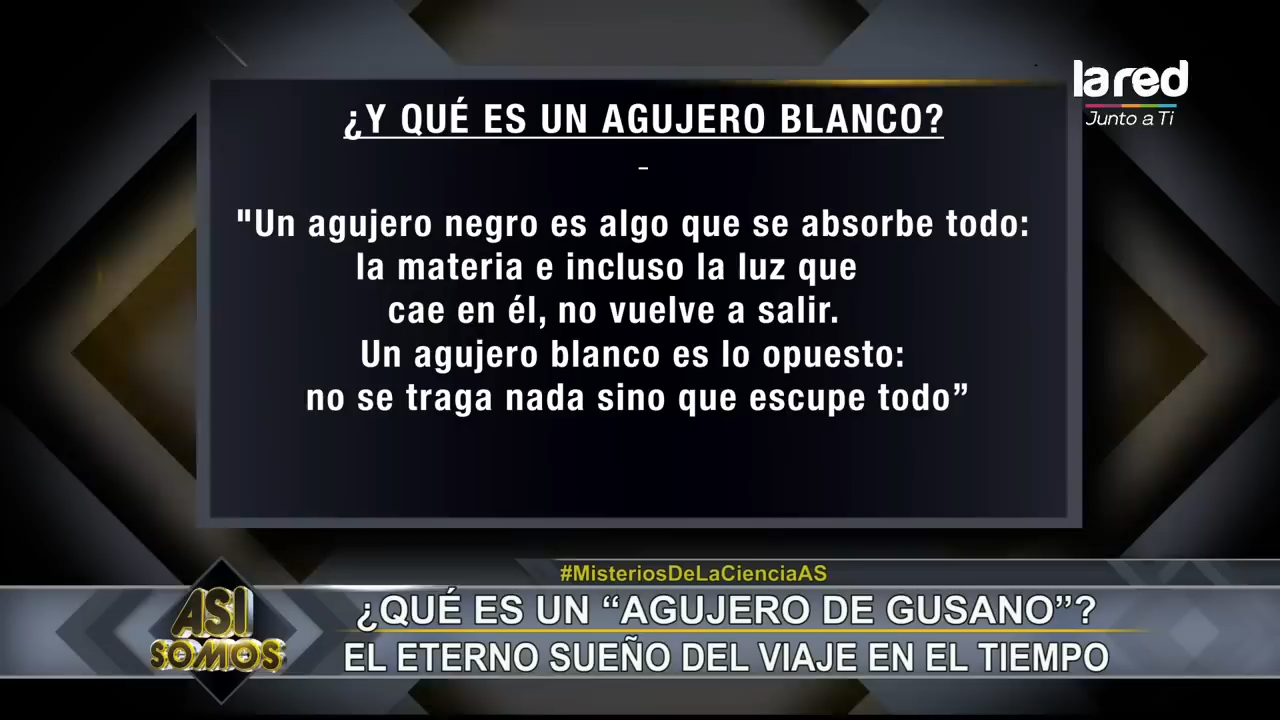 lared
Junto a Ti
¿Y QUÉ ES UN AGUJERO BLANCO?
-
"Un agujero negro es algo que se absorbe todo:
la materia e incluso la luz que
cae en él, no vuelve a salir.
Un agujero blanco es lo opuesto:
no se traga nada sino que escupe todo”
#MisteriosDeLaCienciaAS
ASI
SOMOS
¿QUÉ ES UN “AGUJERO DE GUSANO”?
EL ETERNO SUEÑO DEL VIAJE EN EL TIEMPO